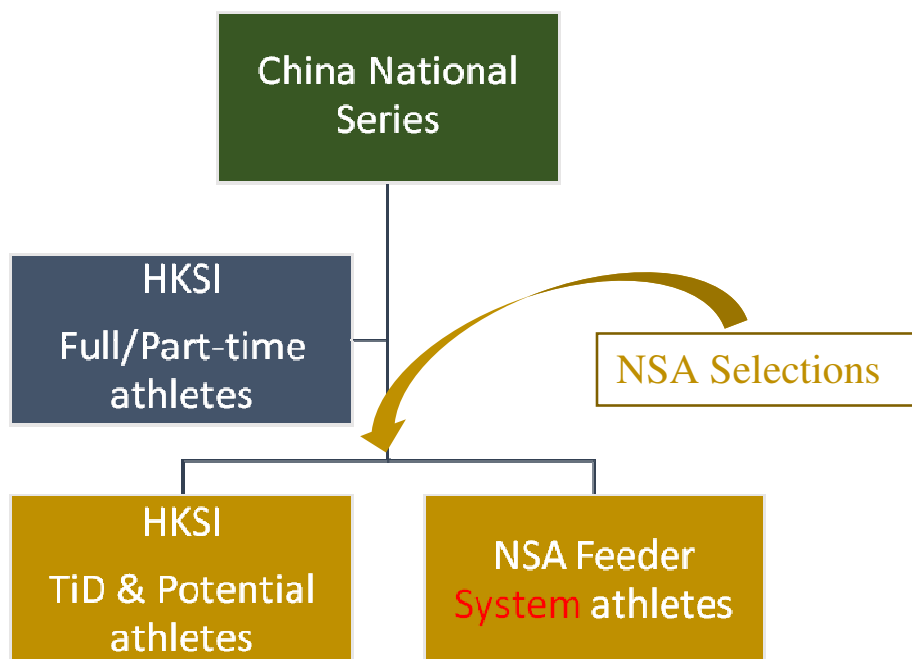 China National
Series
HKSI
Full/Part-time
athletes
NSA Selections
HKSI
TiD & Potential
athletes
NSA Feeder
System athletes